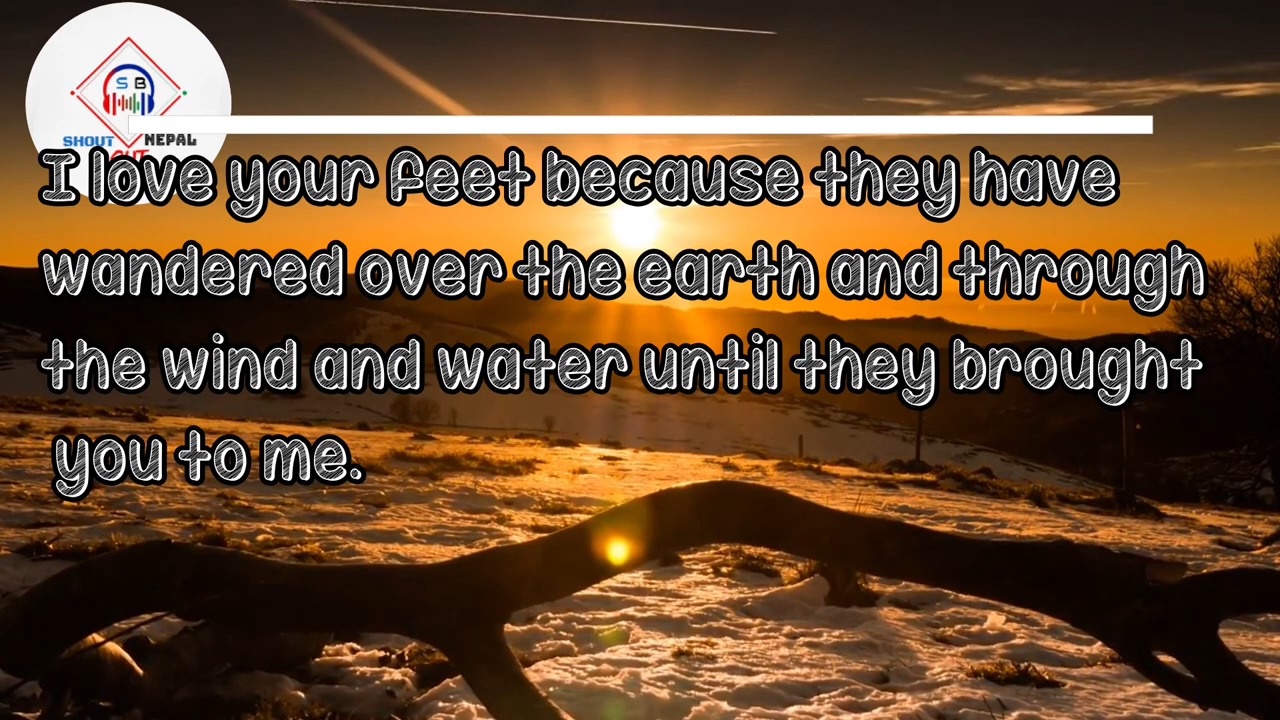 S B
SHOUT NEPAL
OUT
I love your feet because they have
wandered over the earth and through
the wind and water until they brought
you to me.